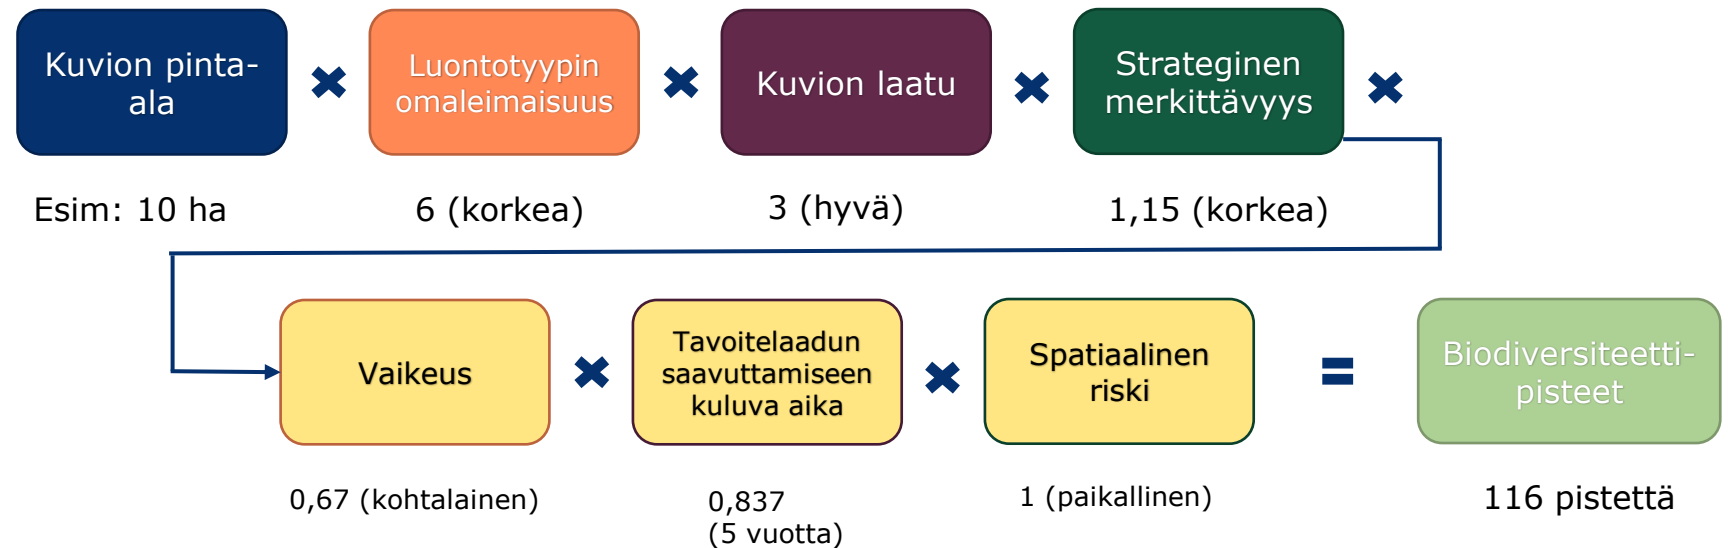 Kuvion pinta-
ala
Luontotyypin
omaleimaisuus
Kuvion laatu
Strateginen
merkittävyys
Esim: 10 ha
6 (korkea)
3 (hyvä)
1,15 (korkea)
Vaikeus
Tavoitelaadun
saavuttamiseen
kuluva aika
Spatiaalinen
riski
=
Biodiversiteetti-
pisteet
0,67 (kohtalainen)
0,837
(5 vuotta)
1 (paikallinen)
116 pistettä